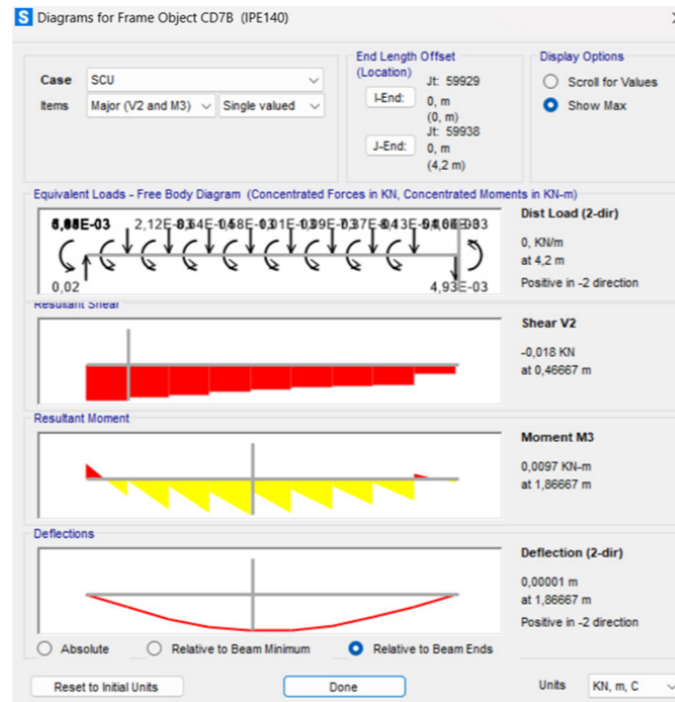 S Diagrams for Frame Object CD7B (IPE140)
Case SCU
Items Major (V2 and M3) Single valued
End Length Offset
(Location)
I-End: Jt: 59929
0, m
(0, m)
J-End: Jt: 59938
0, m
(4,2 m)
Display Options
Scroll for Values
Show Max
Equivalent Loads - Free Body Diagram (Concentrated Forces in KN, Concentrated Moments in KN-m)
0,02 4,93E-03
Dist Load (2-dir)
0, KN/m
at 4,2 m
Positive in -2 direction
Resultant Shear
Shear V2
-0,018 KN
at 0,46667 m
Resultant Moment
Moment M3
0,0097 KN-m
at 1,86667 m
Deflections
Deflection (2-dir)
0,00001 m
at 1,86667 m
Positive in -2 direction
Absolute Relative to Beam Minimum Relative to Beam Ends
Reset to Initial Units Done Units KN, m, C